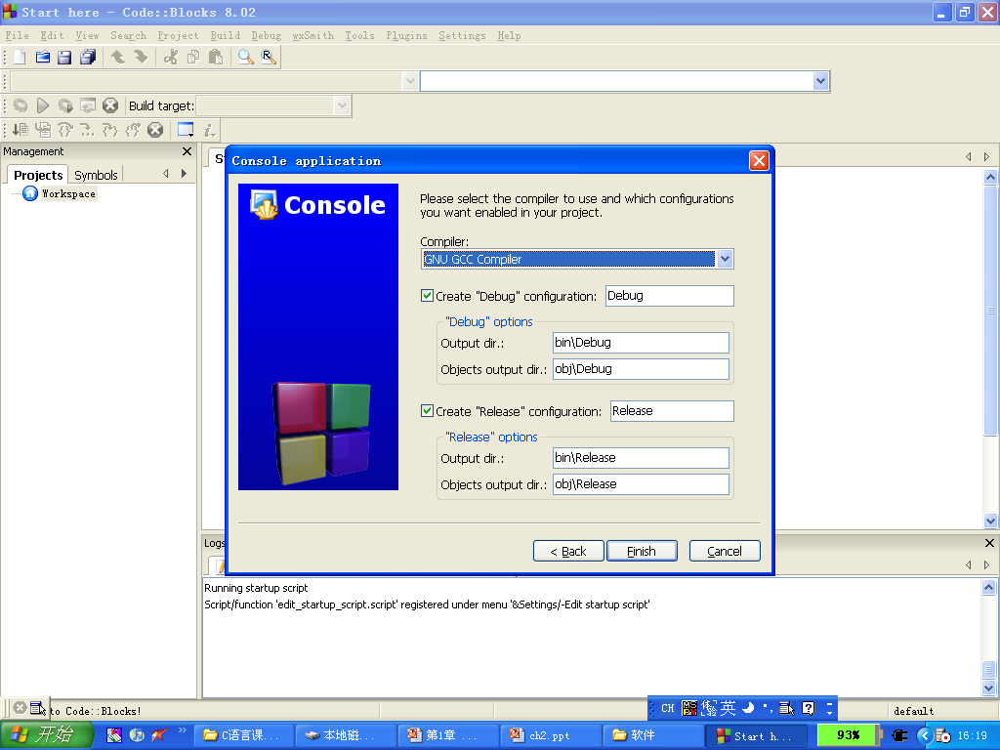 Start here - Code::Blocks 8.02
File Edit View Search Project Build Debug wxSmith Tools Plugins Settings Help
Build target:
Management
Projects Symbols
Workspace
Console application
Console
Please select the compiler to use and which configurations
you want enabled in your project.
Compiler:
GNU GCC Compiler
Create "Debug" configuration: Debug
"Debug" options
Output dir.: bin\Debug
Objects output dir.: obj\Debug
Create "Release" configuration: Release
"Release" options
Output dir.: bin\Release
Objects output dir.: obj\Release
< Back Finish Cancel
Logs
Running startup script
Script/function 'edit_startup_script.script' registered under menu '&Settings/-Edit startup script'
to Code::Blocks!
CH 英
default
开始 C语言课... 本地磁... 第1章 ... ch2.ppt 软件 Start h... 93% 16:19